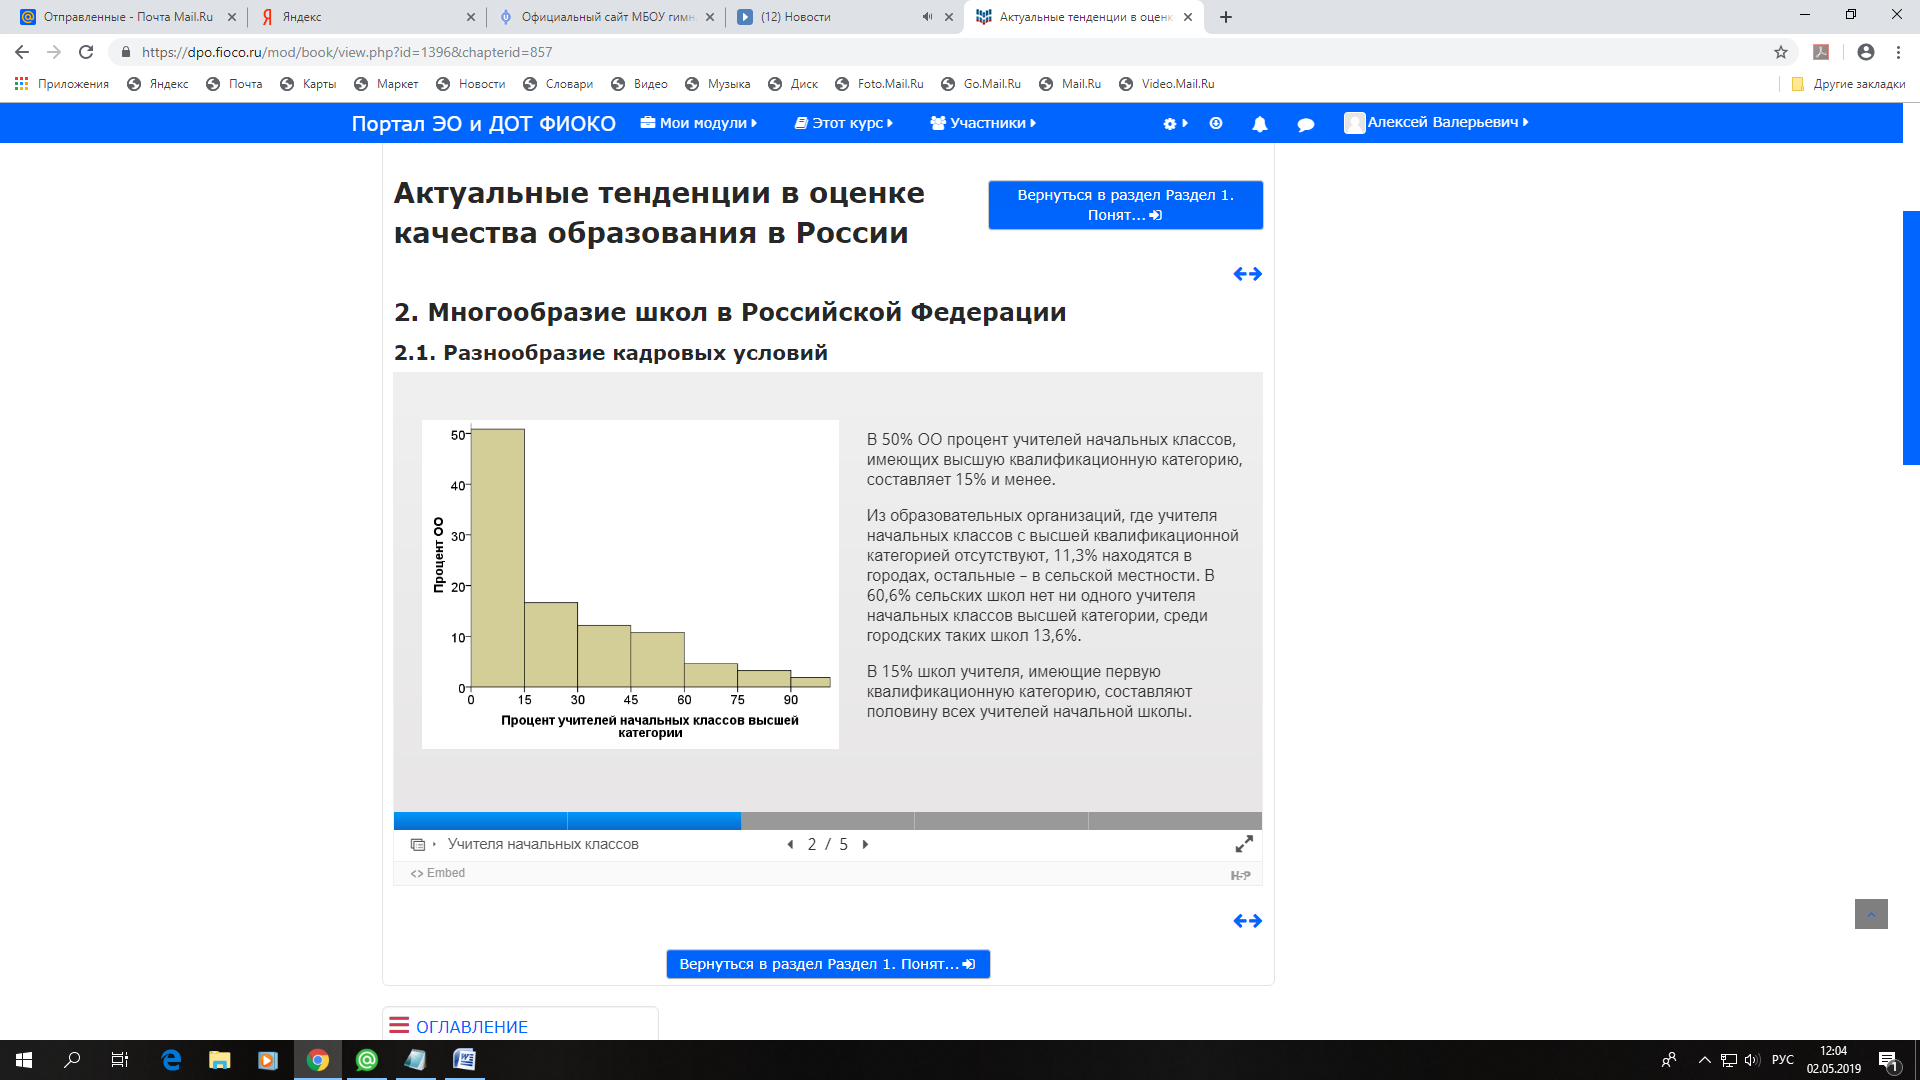 Отправленные - Почта Mail.Ru
Яндекс
Официальный сайт МБОУ гимн
(12) Новости
Актуальные тенденции в оценк
https://dpo.fioco.ru/mod/book/view.php?id=1396&chapterid=857
Приложения Яндекс Почта Карты Маркет Новости Словари Видео Музыка Диск Foto.Mail.Ru Go.Mail.Ru Mail.Ru Video.Mail.Ru Другие закладки
Портал ЭО и ДОТ ФИОКО Мои модули Этот курс Участники Алексей Валерьевич
Актуальные тенденции в оценке
качества образования в России
Вернуться в раздел Раздел 1.
Понят...
2. Многообразие школ в Российской Федерации
2.1. Разнообразие кадровых условий
Процент ОО
50
40
30
20
10
0
0 15 30 45 60 75 90
Процент учителей начальных классов высшей
категории
В 50% ОО процент учителей начальных классов,
имеющих высшую квалификационную категорию,
составляет 15% и менее.
Из образовательных организаций, где учителя
начальных классов с высшей квалификационной
категорией отсутствуют, 11,3% находятся в
городах, остальные – в сельской местности. В
60,6% сельских школ нет ни одного учителя
начальных классов высшей категории, среди
городских таких школ 13,6%.
В 15% школ учителя, имеющие первую
квалификационную категорию, составляют
половину всех учителей начальной школы.
Учителя начальных классов 2 / 5
<> Embed H5P
Вернуться в раздел Раздел 1. Понят...
ОГЛАВЛЕНИЕ
РУС
12:04
02.05.2019
1